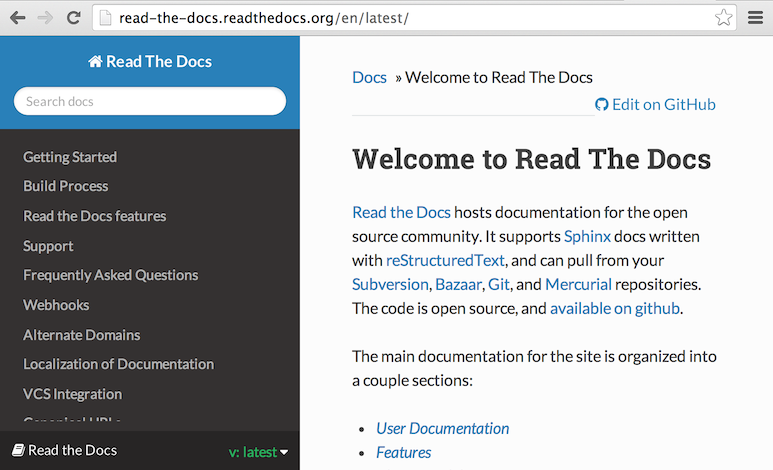 read-the-docs.readthedocs.org/en/latest/
Read The Docs
Search docs
Getting Started
Build Process
Read the Docs features
Support
Frequently Asked Questions
Webhooks
Alternate Domains
Localization of Documentation
VCS Integration
Canonical URLs
Read the Docs
v: latest
Docs » Welcome to Read The Docs
Edit on GitHub
Welcome to Read The Docs
Read the Docs hosts documentation for the open
source community. It supports Sphinx docs written
with reStructuredText, and can pull from your
Subversion, Bazaar, Git, and Mercurial repositories.
The code is open source, and available on github.
The main documentation for the site is organized into
a couple sections:
• User Documentation
• Features